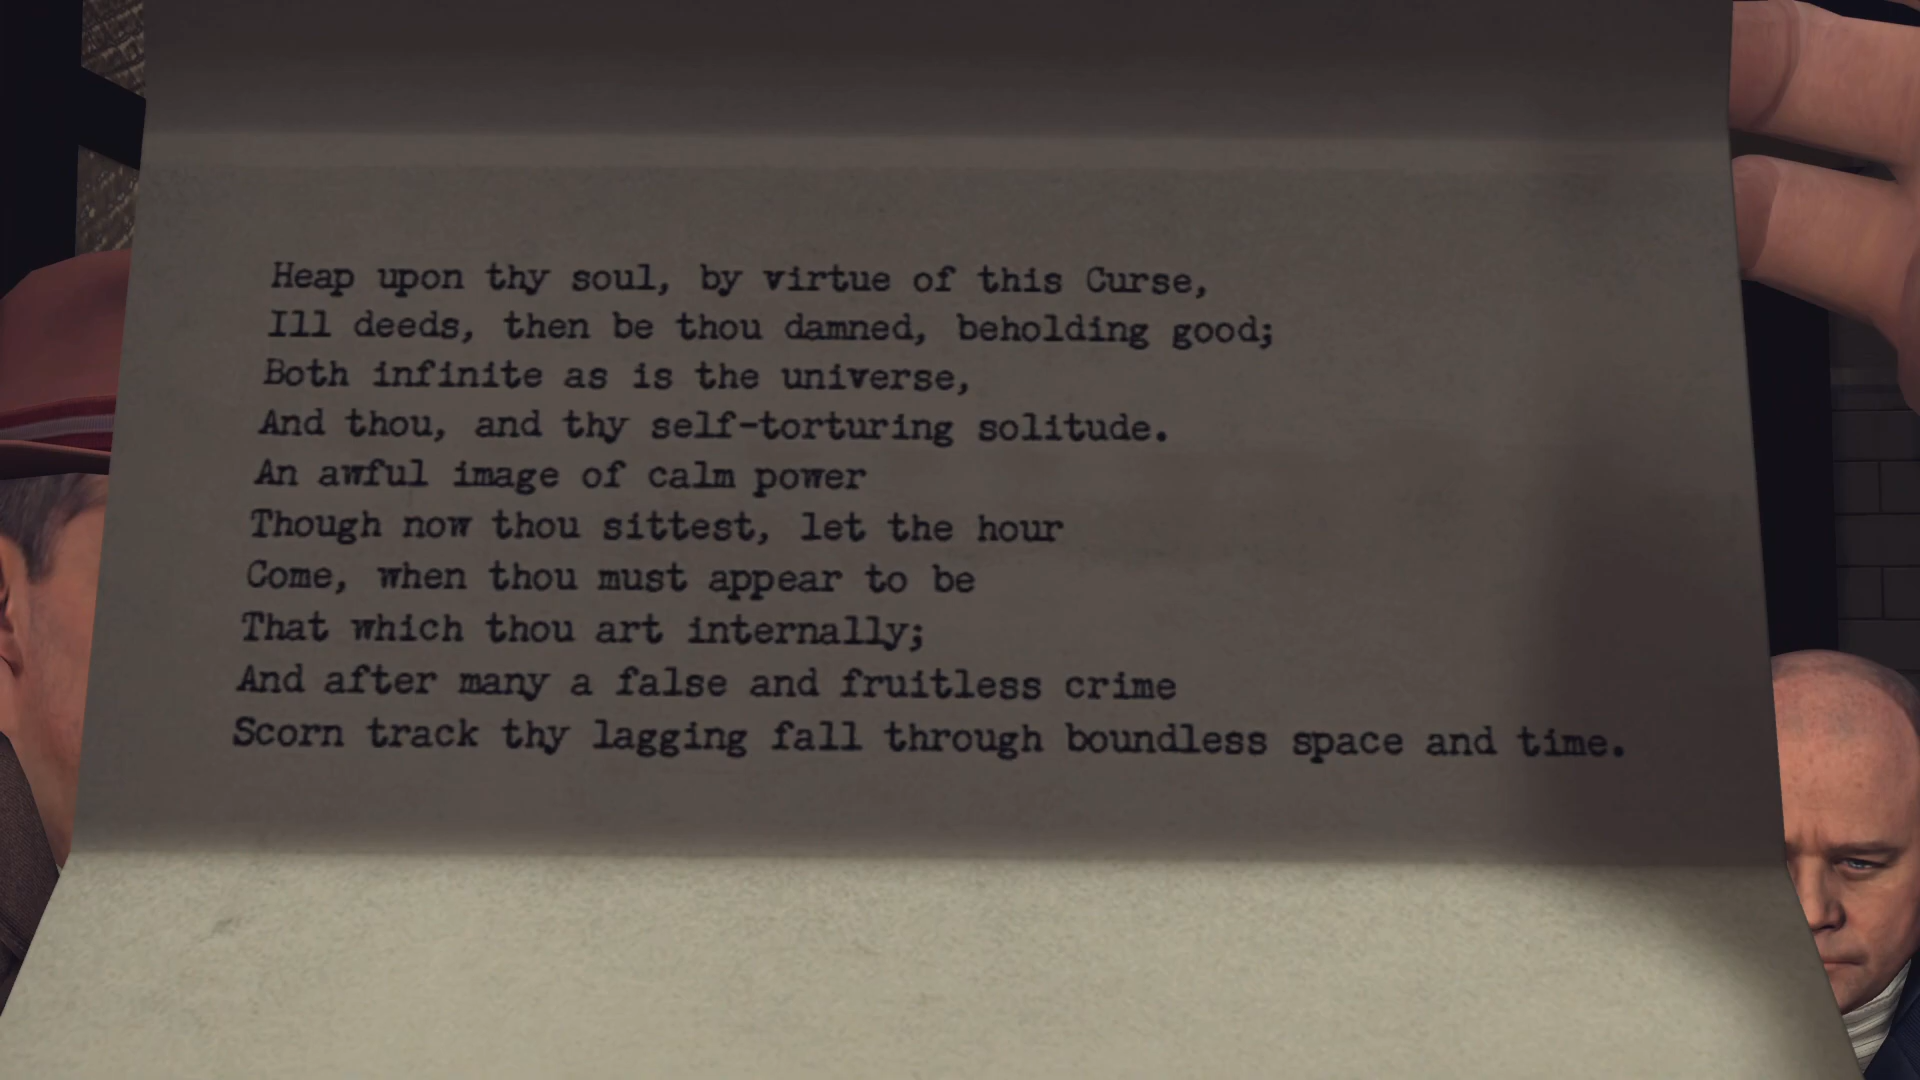 Heap upon thy soul, by virtue of this Curse,
Ill deeds, then be thou damned, beholding good;
Both infinite as is the universe,
And thou, and thy self-torturing solitude.
An awful image of calm power
Though now thou sittest, let the hour
Come, when thou must appear to be
That which thou art internally;
And after many a false and fruitless crime
Scorn track thy lagging fall through boundless space and time.